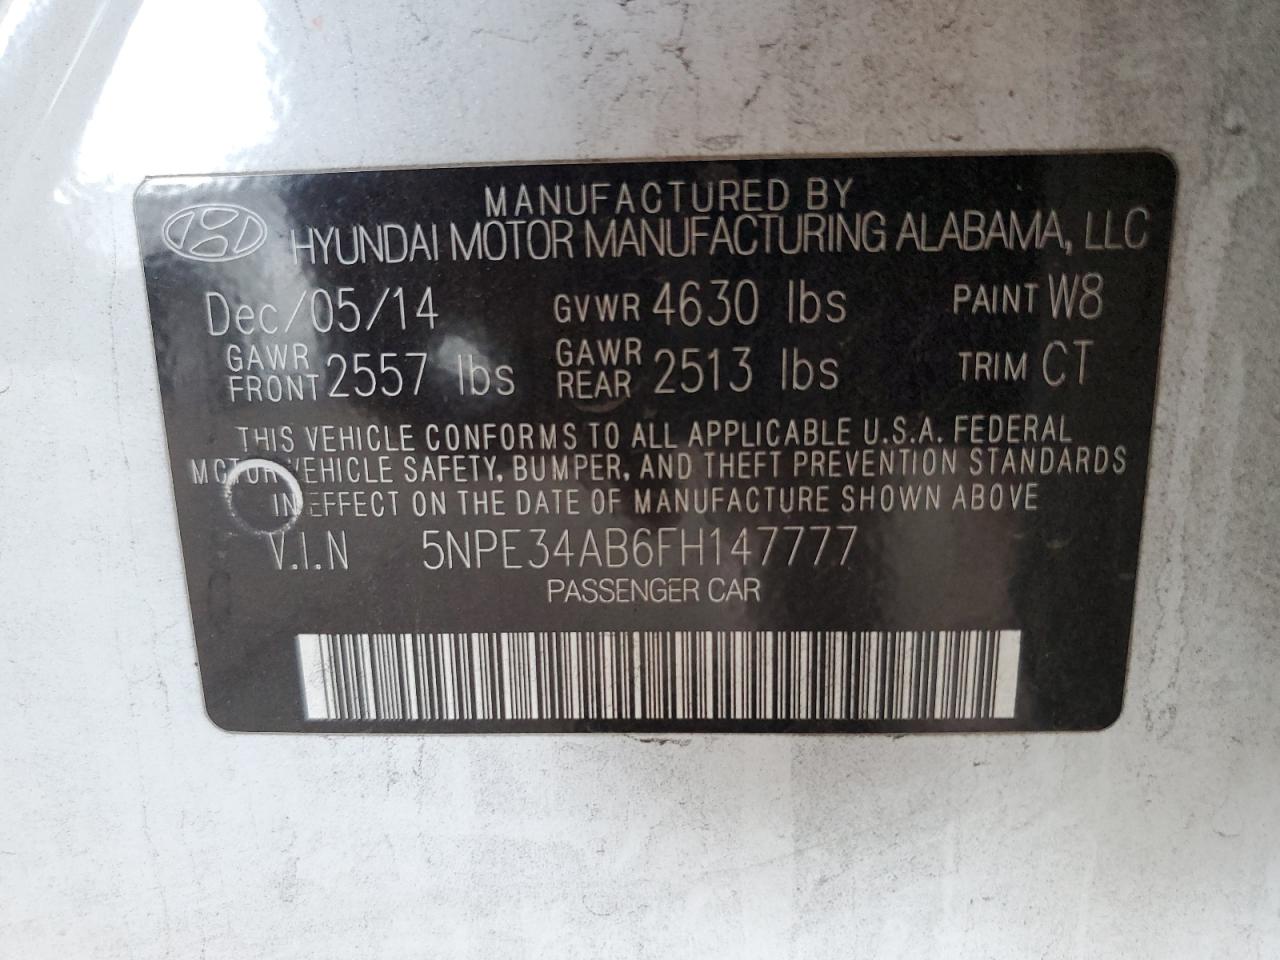 MANUFACTURED BY
HYUNDAI MOTOR MANUFACTURING ALABAMA, LLC
Dec/05/14 GVWR 4630 lbs PAINT W8
GAWR FRONT 2557 lbs GAWR REAR 2513 lbs TRIM CT
THIS VEHICLE CONFORMS TO ALL APPLICABLE U.S.A. FEDERAL
MOTOR VEHICLE SAFETY, BUMPER, AND THEFT PREVENTION STANDARDS
IN EFFECT ON THE DATE OF MANUFACTURE SHOWN ABOVE
V.I.N 5NPE34AB6FH147777
PASSENGER CAR